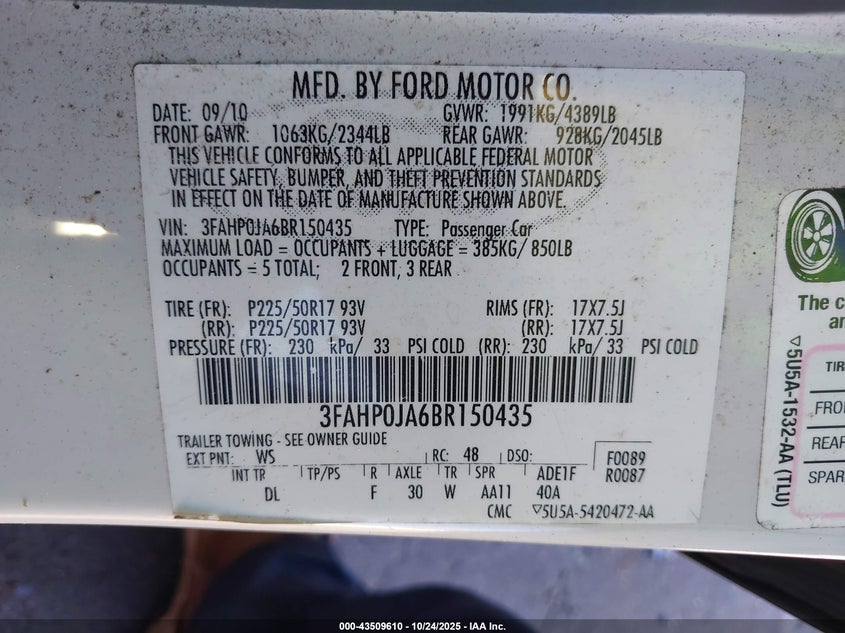 MFD. BY FORD MOTOR CO.
DATE: 09/10 GVWR: 1991KG/4389LB
FRONT GAWR: 1063KG/2344LB REAR GAWR: 928KG/2045LB
THIS VEHICLE CONFORMS TO ALL APPLICABLE FEDERAL MOTOR
VEHICLE SAFETY, BUMPER, AND THEFT PREVENTION STANDARDS
IN EFFECT ON THE DATE OF MANUFACTURE SHOWN ABOVE.
VIN: 3FAHP0JA6BR150435 TYPE: Passenger Car
MAXIMUM LOAD = OCCUPANTS + LUGGAGE = 385KG/ 850LB
OCCUPANTS = 5 TOTAL; 2 FRONT, 3 REAR
TIRE (FR): P225/50R17 93V RIMS (FR): 17X7.5J
(RR): P225/50R17 93V (RR): 17X7.5J
PRESSURE (FR): 230 kPa/ 33 PSI COLD (RR): 230 kPa/ 33 PSI COLD
3FAHP0JA6BR150435
TRAILER TOWING - SEE OWNER GUIDE
EXT PNT: WS RC: 48 DSO: F0089
INT TR TP/PS R AXLE TR SPR ADE1F R0087
DL F 30 W AA11 40A
CMC ▽5U5A-5420472-AA
The c
an
▽5U5A-1532-AA (TLU)
TIR
FRO
REAR
SPAR
000-43509610 - 10/24/2025 - IAA Inc.